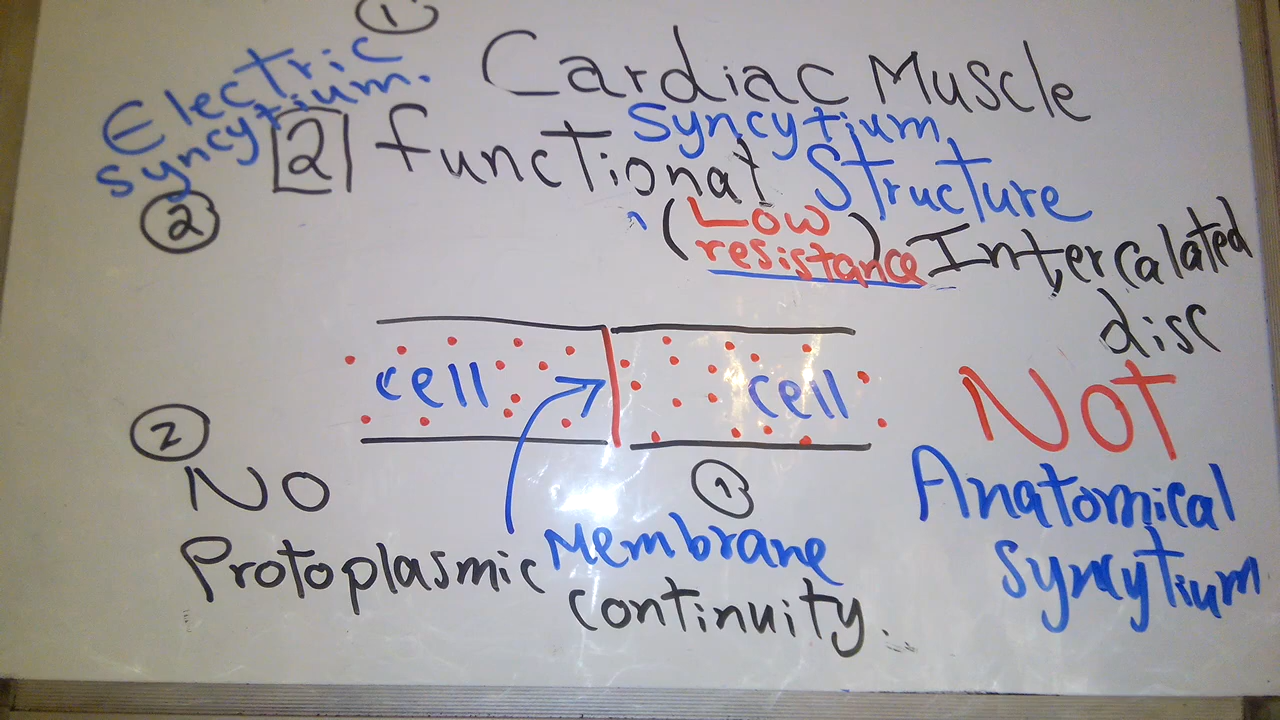 ①
Electric
syncytium.
Cardiac Muscle
[2] functional Structure
Syncytium
②
(Low
resistance)
Intercalated
disc
cell
cell
NOT
Anatomical
syncytium
②
NO
Protoplasmic
continuity.
①
Membrane